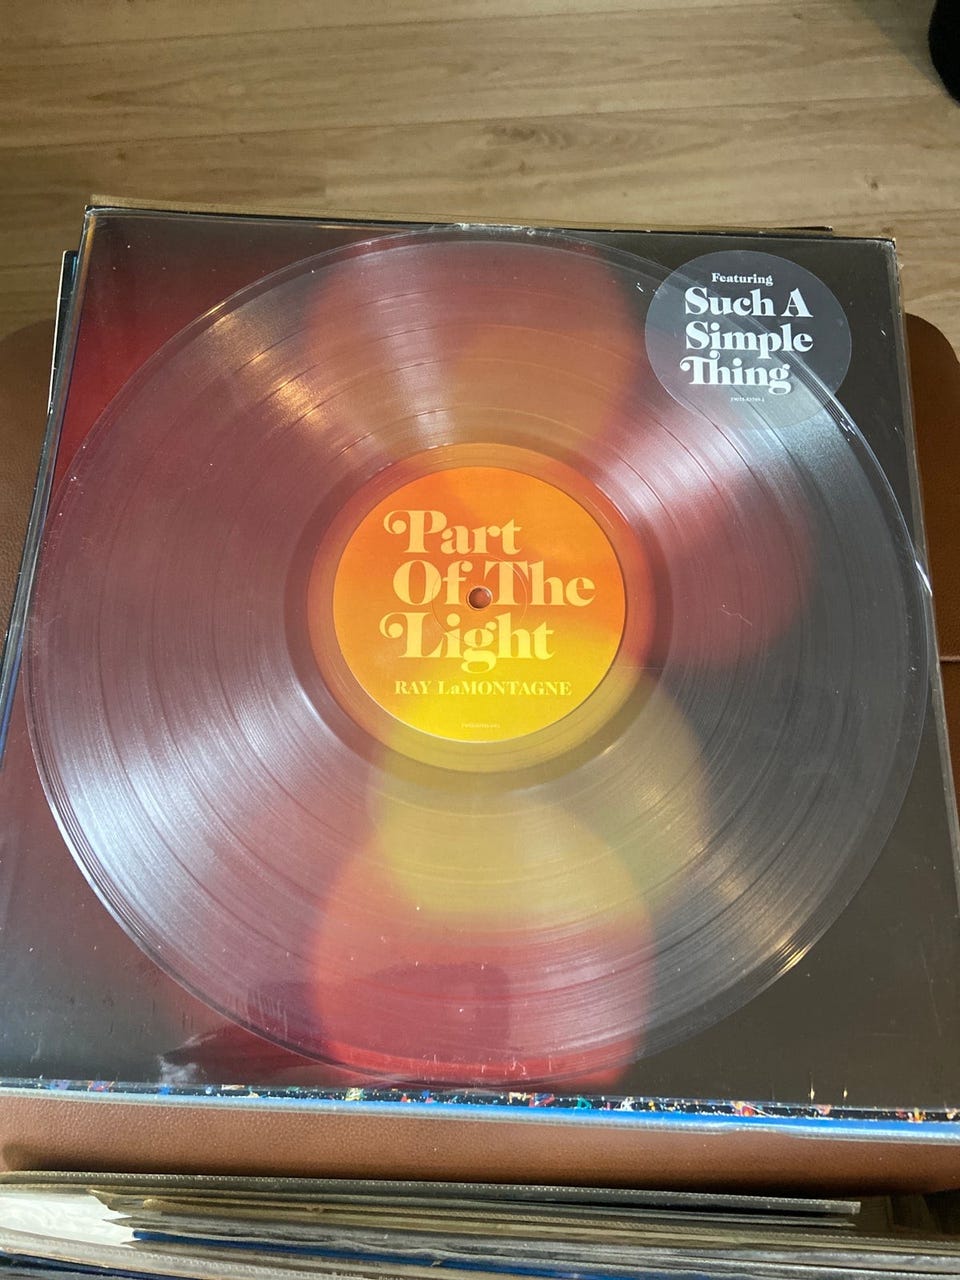 Featuring
Such A
Simple
Thing
Part
Of The
Light
RAY LaMONTAGNE